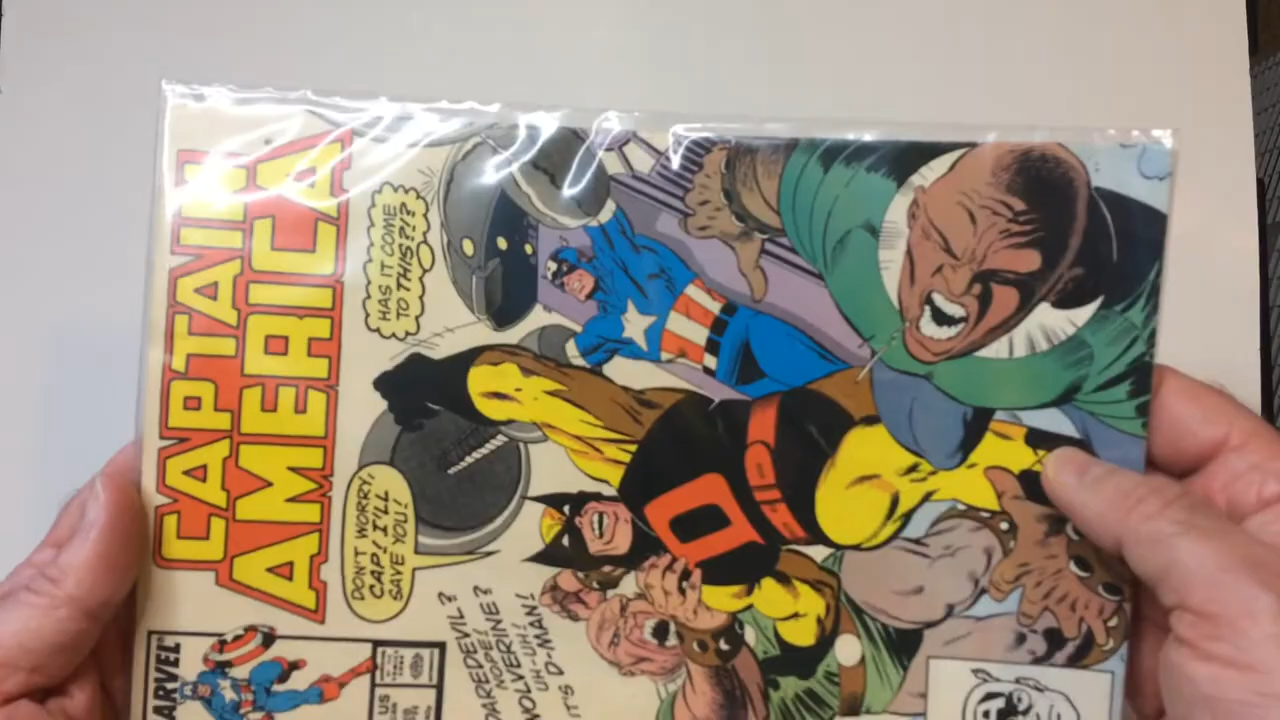 CAPTAIN
AMERICA
HAS IT COME
TO THIS?!?
DON'T WORRY,
CAP! I'LL
SAVE YOU!
DAREDEVIL?
NOPE!
WOLVERINE?
UH-UH!
IT'S D-MAN!
D
MARVEL
US
A